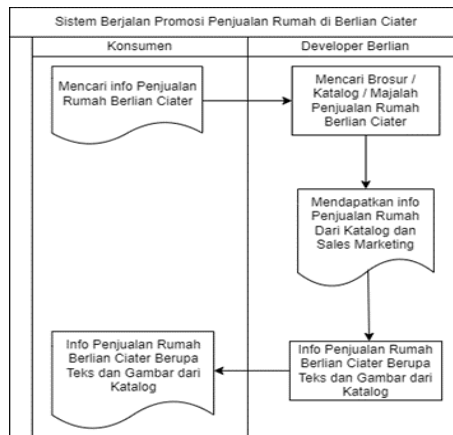 Sistem Berjalan Promosi Penjualan Rumah di Berlian Ciater
Konsumen
Developer Berlian
Mencari info Penjualan
Rumah Berlian Ciater
Mencari Brosur /
Katalog / Majalah
Penjualan Rumah
Berlian Ciater
Mendapatkan info
Penjualan Rumah
Dari Katalog dan
Sales Marketing
Info Penjualan Rumah
Berlian Ciater Berupa
Teks dan Gambar dari
Katalog
Info Penjualan Rumah
Berlian Ciater Berupa
Teks dan Gambar dari
Katalog